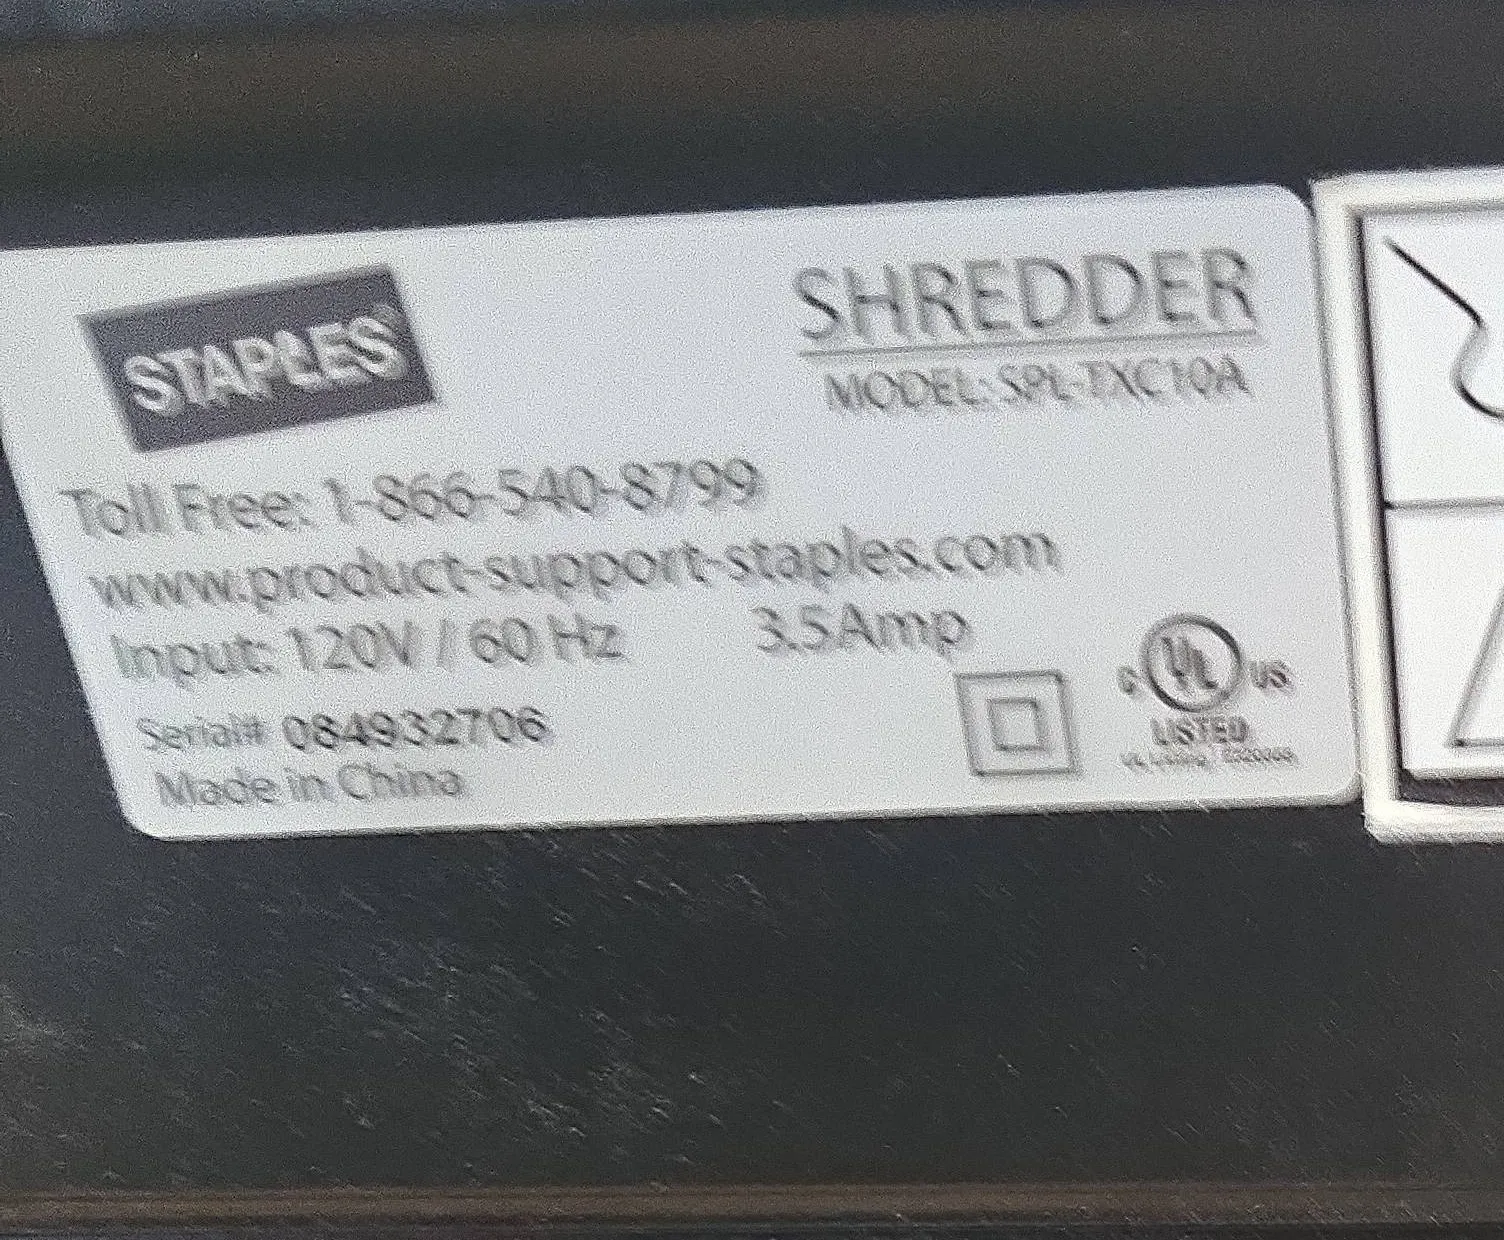 STAPLES®
SHREDDER
MODEL: SPL-TXC10A
Toll Free: 1-866-540-8799
www.product-support-staples.com
Input: 120V / 60 Hz 3.5Amp
Serial# 084932706
Made in China
C UL US
LISTED